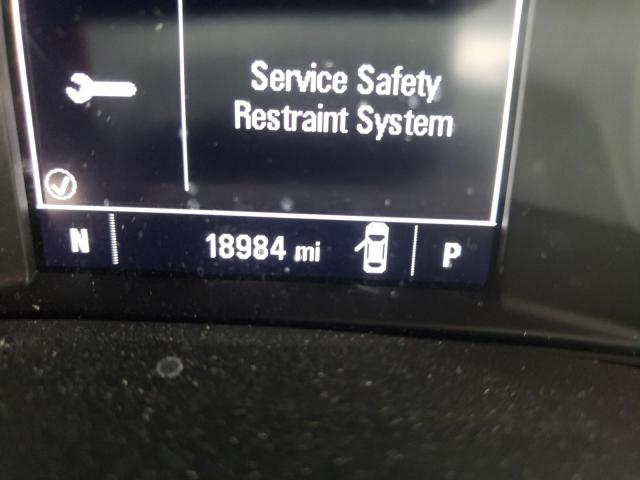 Service Safety
Restraint System
N 18984 mi P